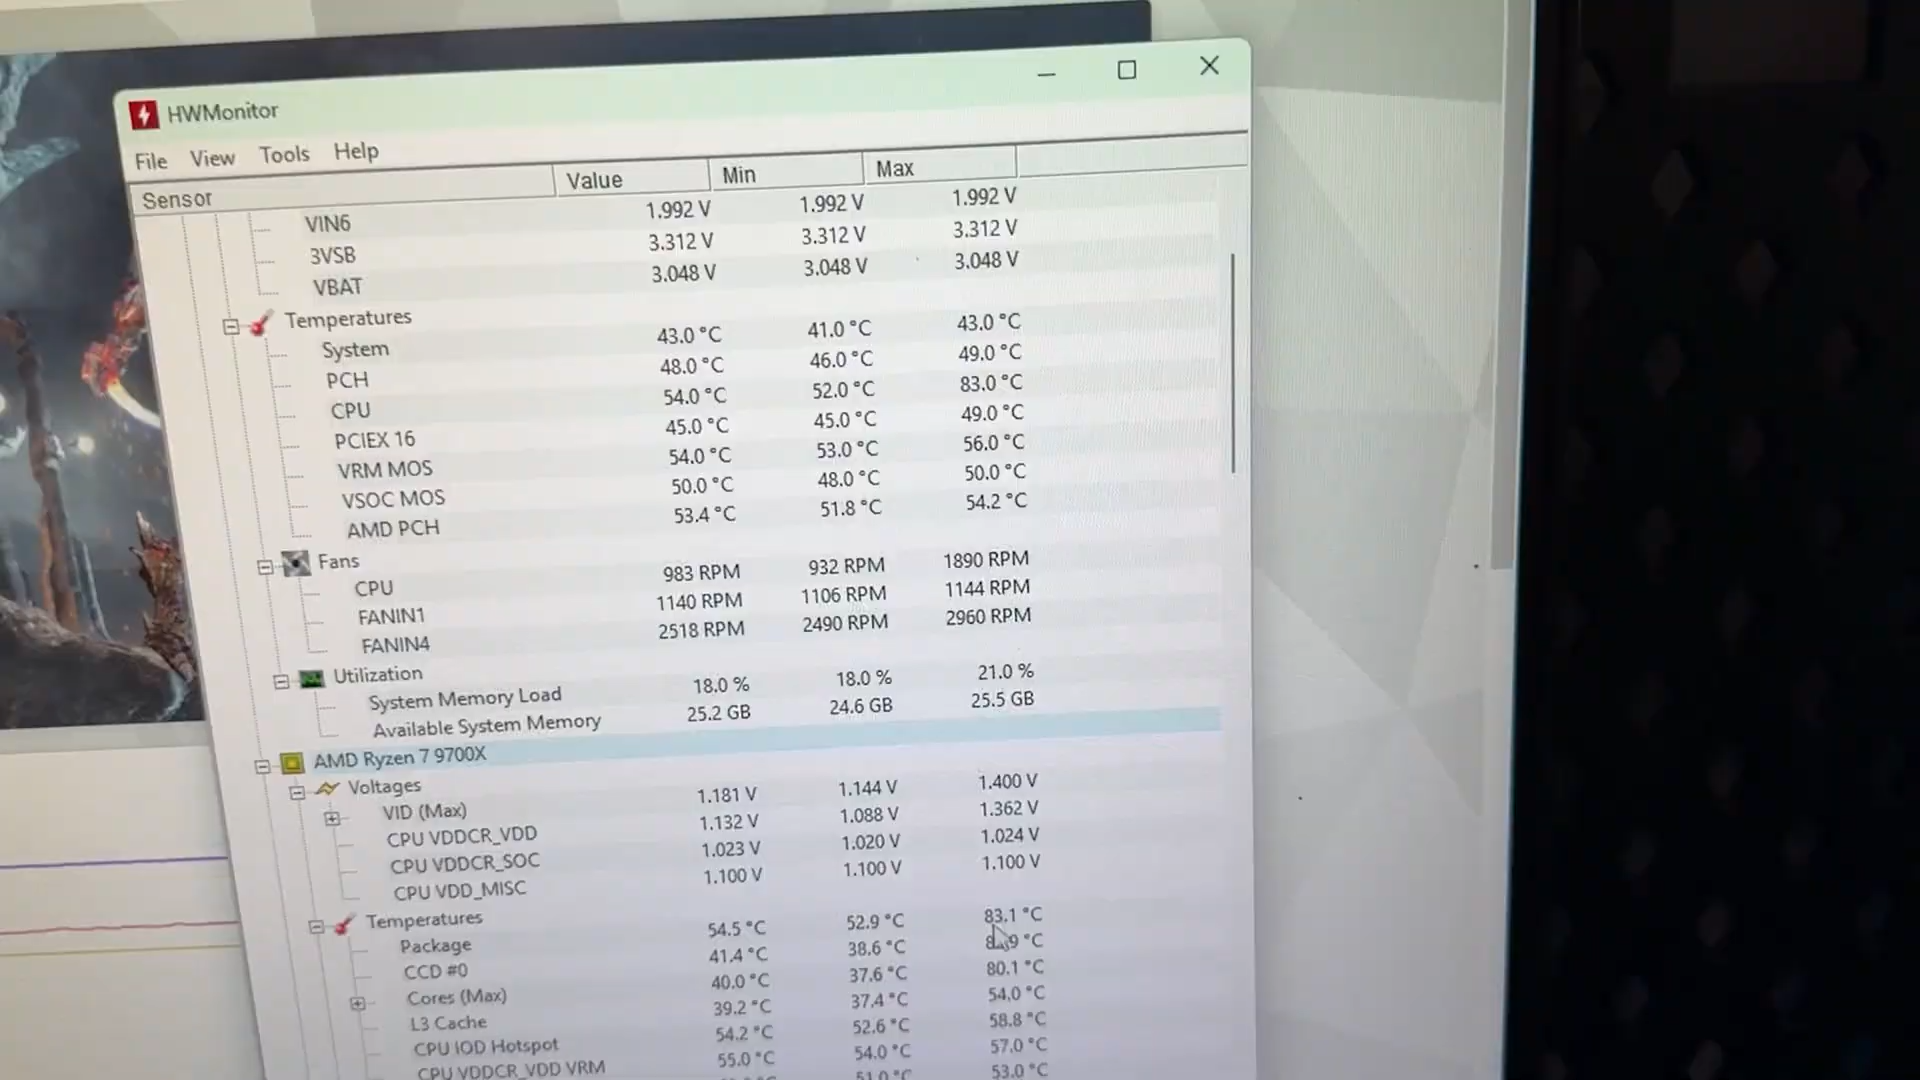 HWMonitor
File View Tools Help
Sensor Value Min Max
VIN6 1.992 V 1.992 V 1.992 V
3VSB 3.312 V 3.312 V 3.312 V
VBAT 3.048 V 3.048 V 3.048 V
Temperatures
System 43.0 °C 41.0 °C 43.0 °C
PCH 48.0 °C 46.0 °C 49.0 °C
CPU 54.0 °C 52.0 °C 83.0 °C
PCIEX 16 45.0 °C 45.0 °C 49.0 °C
VRM MOS 54.0 °C 53.0 °C 56.0 °C
VSOC MOS 50.0 °C 48.0 °C 50.0 °C
AMD PCH 53.4 °C 51.8 °C 54.2 °C
Fans
CPU 983 RPM 932 RPM 1890 RPM
FANIN1 1140 RPM 1106 RPM 1144 RPM
FANIN4 2518 RPM 2490 RPM 2960 RPM
Utilization
System Memory Load 18.0 % 18.0 % 21.0 %
Available System Memory 25.2 GB 24.6 GB 25.5 GB
AMD Ryzen 7 9700X
Voltages
VID (Max) 1.181 V 1.144 V 1.400 V
CPU VDDCR_VDD 1.132 V 1.088 V 1.362 V
CPU VDDCR_SOC 1.023 V 1.020 V 1.024 V
CPU VDD_MISC 1.100 V 1.100 V 1.100 V
Temperatures
Package 54.5 °C 52.9 °C 83.1 °C
CCD #0 41.4 °C 38.6 °C
Cores (Max) 40.0 °C 37.6 °C 80.1 °C
L3 Cache 39.2 °C 37.4 °C 54.0 °C
CPU IOD Hotspot 54.2 °C 52.6 °C 58.8 °C
CPU VDDCR_VDD VRM 55.0 °C 54.0 °C 57.0 °C
51.0 °C 53.0 °C